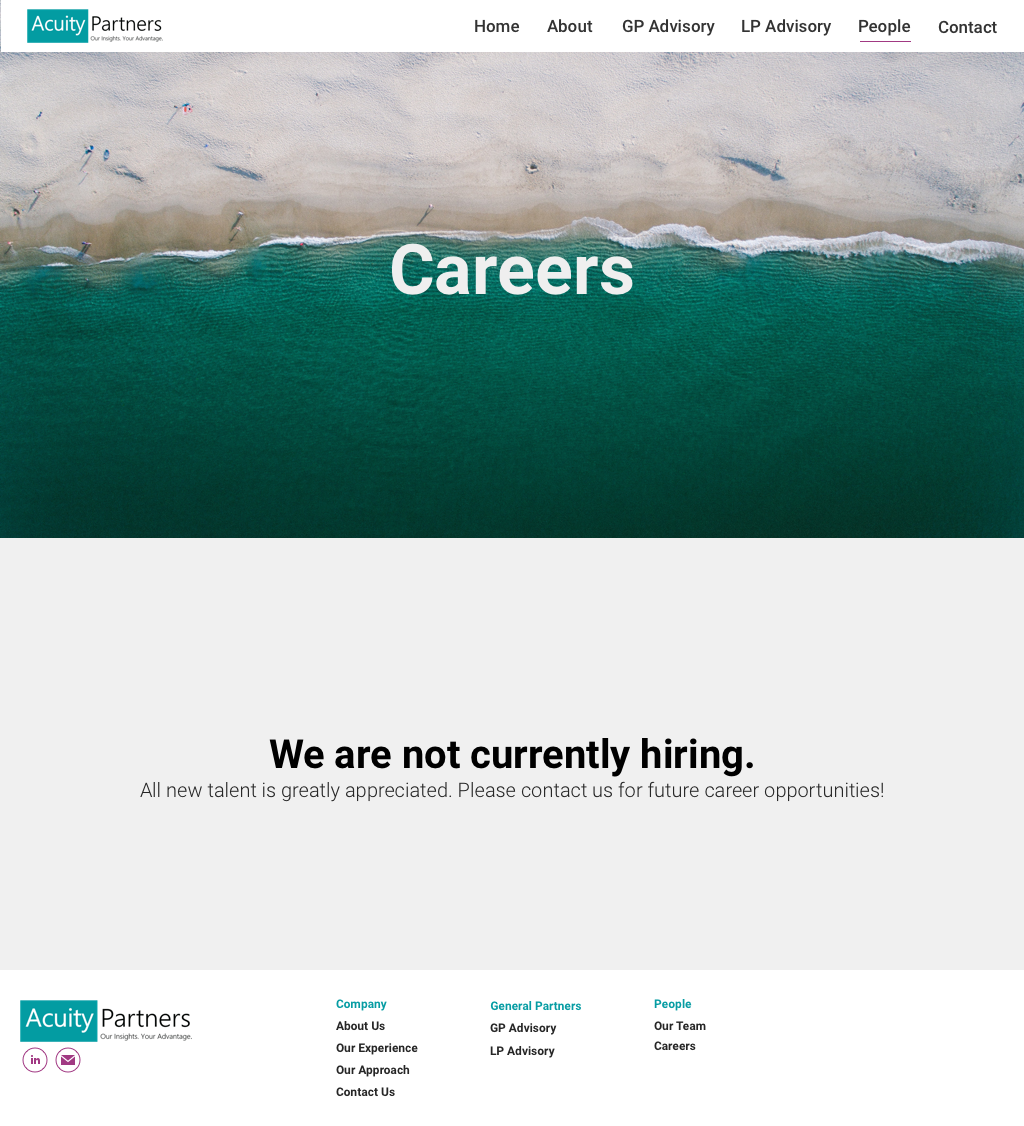 Acuity Partners
Our Insights. Your Advantage.
Home About GP Advisory LP Advisory People Contact
Careers
We are not currently hiring.
All new talent is greatly appreciated. Please contact us for future career opportunities!
Acuity Partners
Our Insights. Your Advantage.
in
Company
About Us
Our Experience
Our Approach
Contact Us
General Partners
GP Advisory
LP Advisory
People
Our Team
Careers